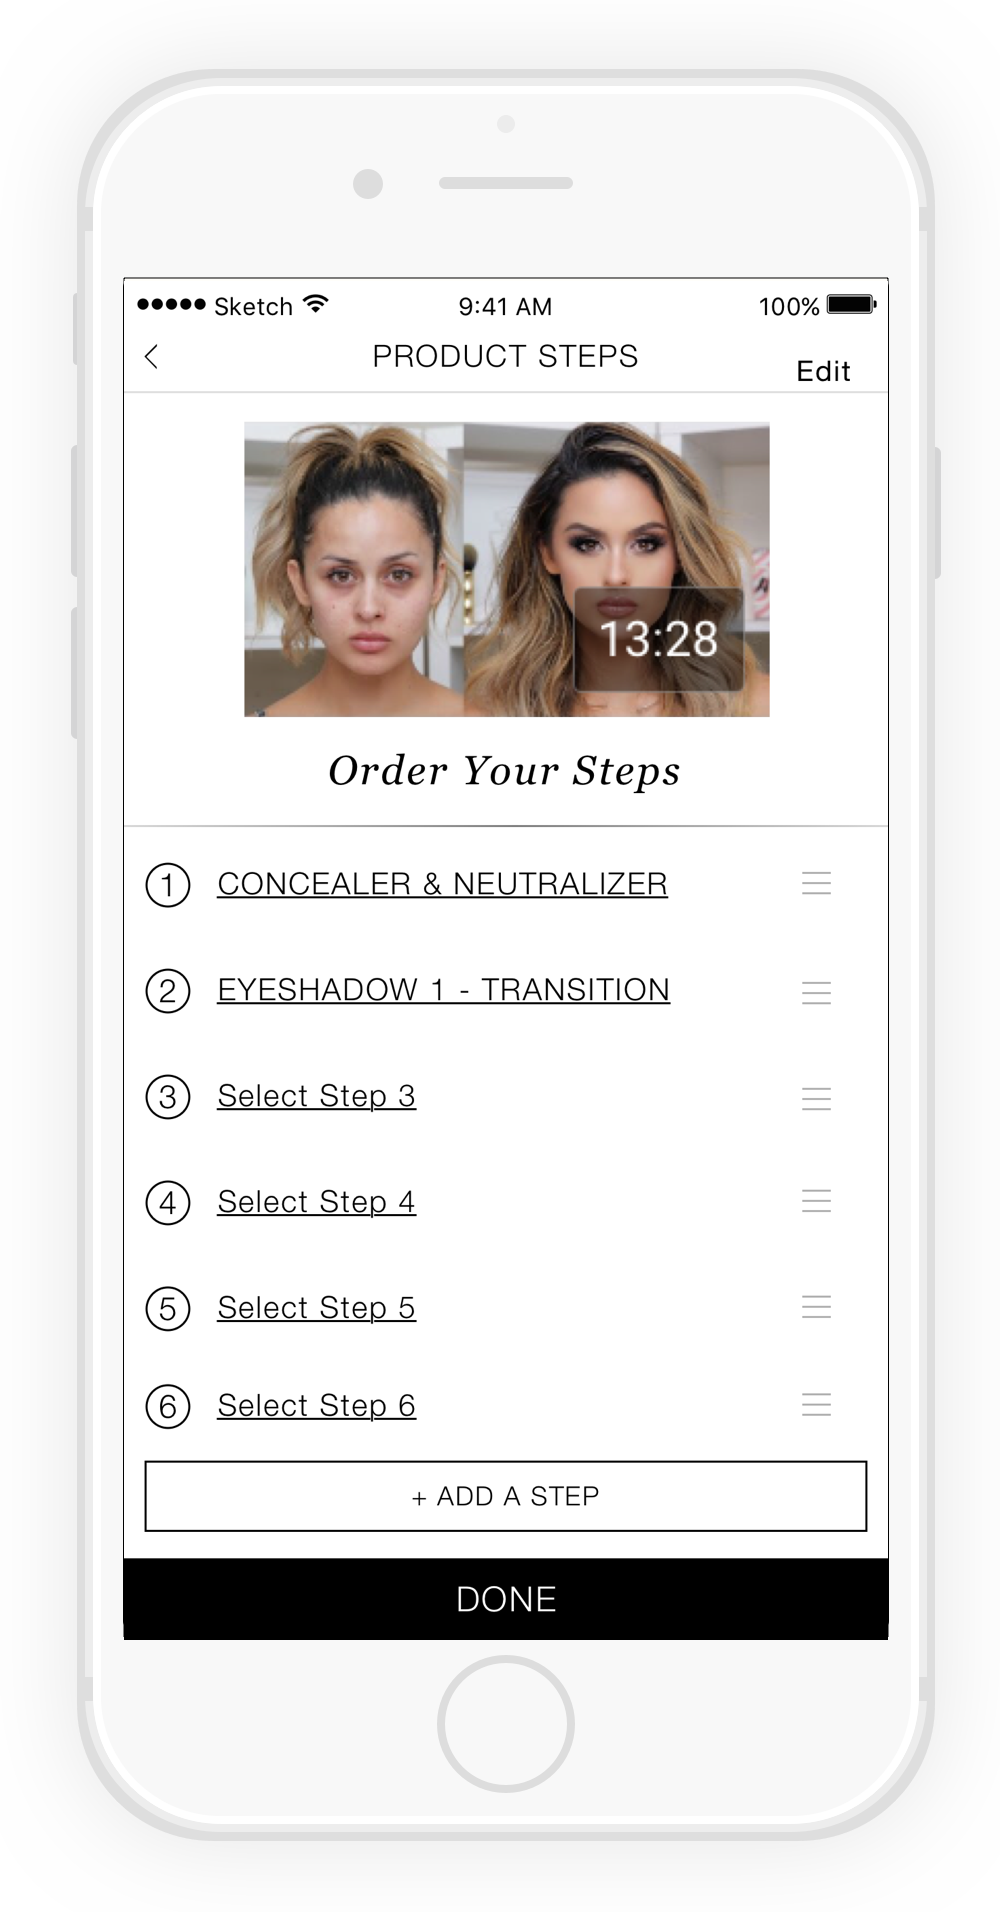 Sketch 9:41 AM 100%
PRODUCT STEPS
Edit
13:28
Order Your Steps
1 CONCEALER & NEUTRALIZER
2 EYESHADOW 1 - TRANSITION
3 Select Step 3
4 Select Step 4
5 Select Step 5
6 Select Step 6
+ ADD A STEP
DONE